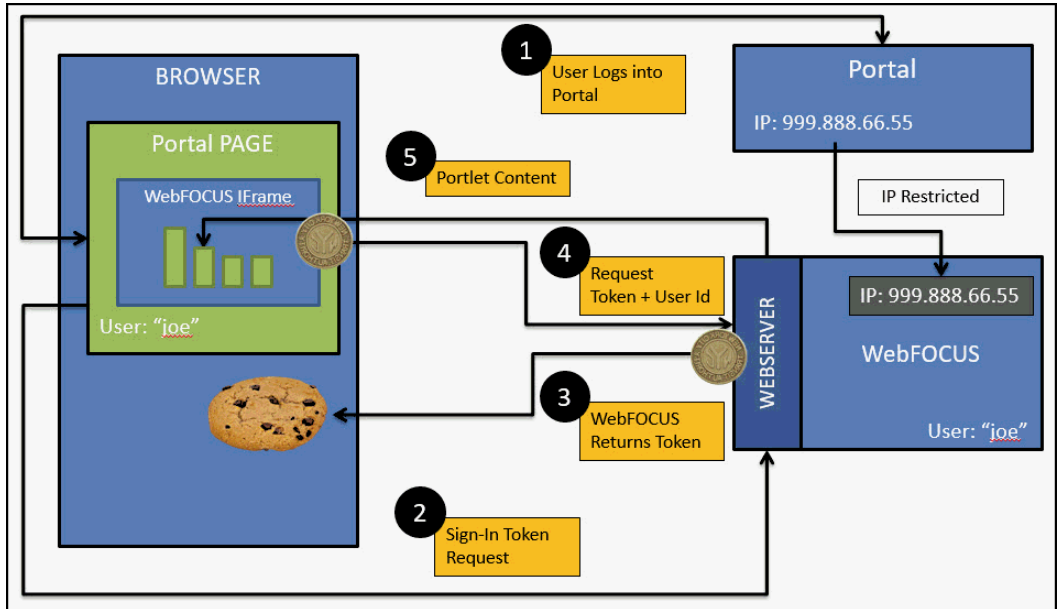 1
User Logs into
Portal
Portal
IP: 999.888.66.55
BROWSER
Portal PAGE
5
Portlet Content
WebFOCUS IFrame
IP Restricted
4
Request
Token + User Id
IP: 999.888.66.55
User: “joe”
WEBSERVER
WebFOCUS
3
WebFOCUS
Returns Token
User: “joe”
2
Sign-In Token
Request